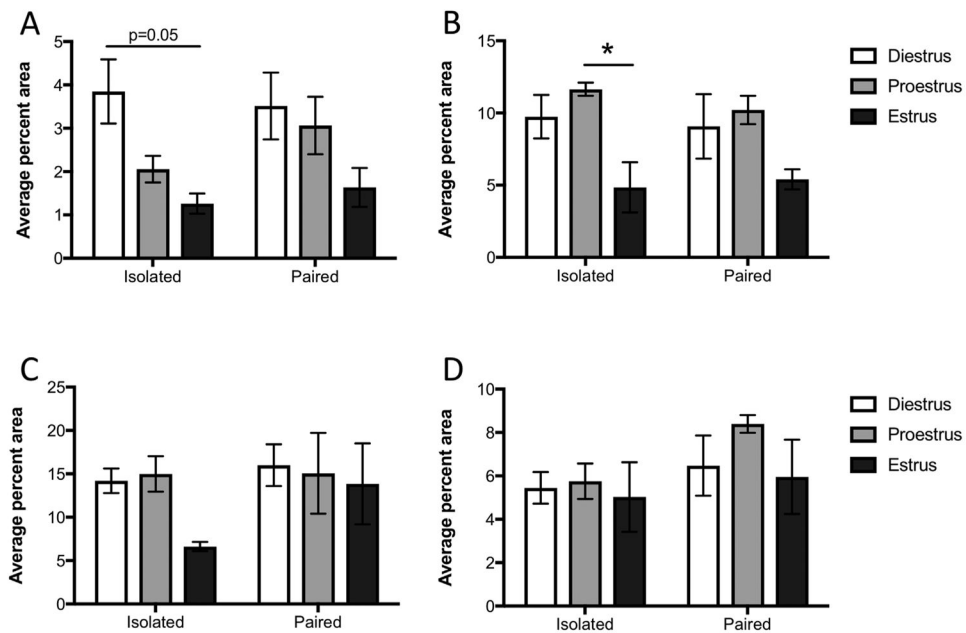 A
Average percent area
5
4
3
2
1
0
p=0.05
Isolated
Paired
B
Average percent area
15
10
5
0
*
Isolated
Paired
Diestrus
Proestrus
Estrus
C
Average percent area
25
20
15
10
5
0
Isolated
Paired
D
Average percent area
10
8
6
4
2
0
Isolated
Paired
Diestrus
Proestrus
Estrus